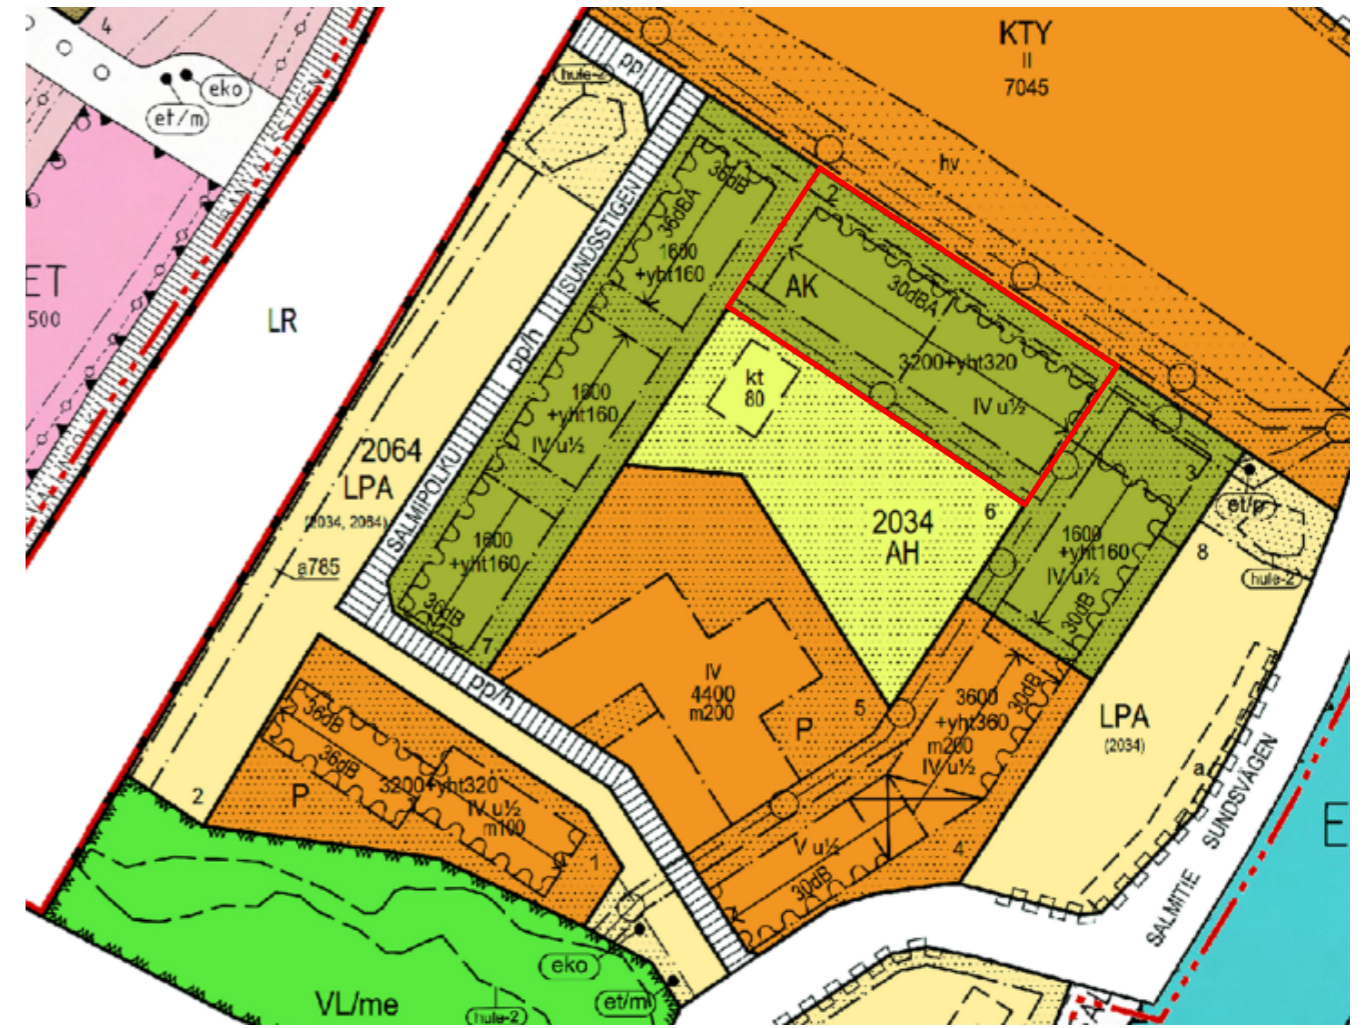 4
eko
et/m
BANVALLSSTIGEN
ET
500
LR
pp
hule-2
KTY
II
7045
hv
36dB
36dBA
1600
+yht160
SUNDSSTIGEN
pp/h
2
AK
30dBA
3200+yht320
IV u½
kt
80
1600
+yht160
IV u½
2064
LPA
(2034, 2064)
a785
SALMIPOLKU
1600
+yht160
30dB
7
pp/h
2034
AH
6
3
1600
+yht160
IV u½
30dB
et/p
hule-2
8
LPA
(2034)
a
SALMITIE
SUNDSVÄGEN
IV
4400
m200
P
5
3600
+yht360
m200
IV u½
30dB
V u½
30dB
4
2
36dB
36dB
P
3200+yht320
IV u½
m100
1
eko
et/m
VL/me
hule-2
E